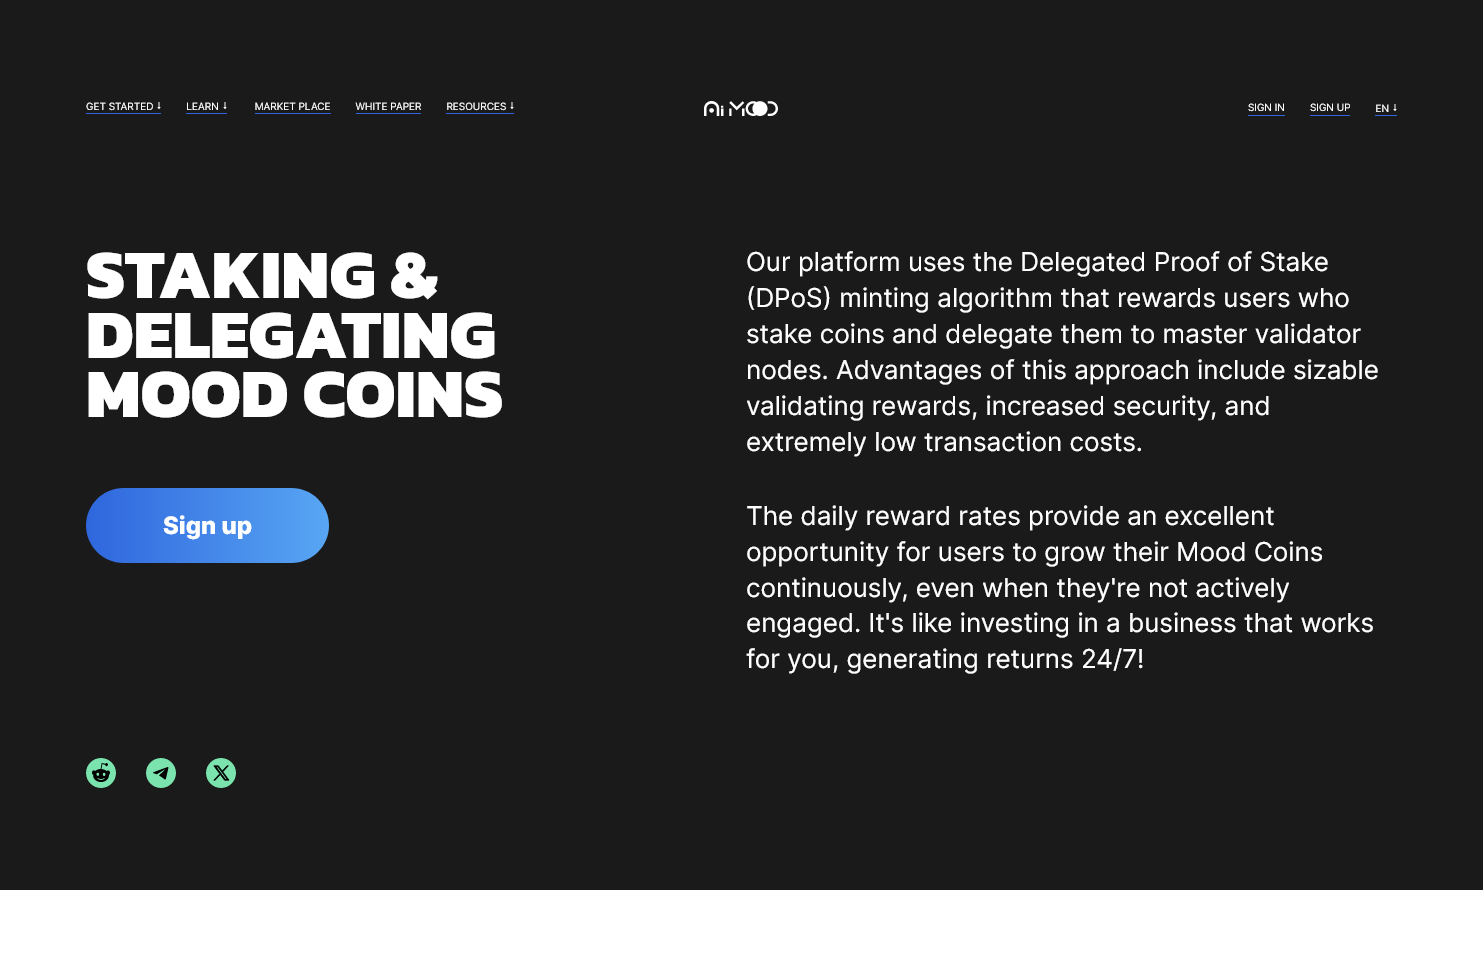 GET STARTED
LEARN
MARKET PLACE
WHITE PAPER
RESOURCES
Ai MOOD
SIGN IN
SIGN UP
EN
STAKING &
DELEGATING
MOOD COINS
Sign up
Our platform uses the Delegated Proof of Stake
(DPoS) minting algorithm that rewards users who
stake coins and delegate them to master validator
nodes. Advantages of this approach include sizable
validating rewards, increased security, and
extremely low transaction costs.
The daily reward rates provide an excellent
opportunity for users to grow their Mood Coins
continuously, even when they're not actively
engaged. It's like investing in a business that works
for you, generating returns 24/7!